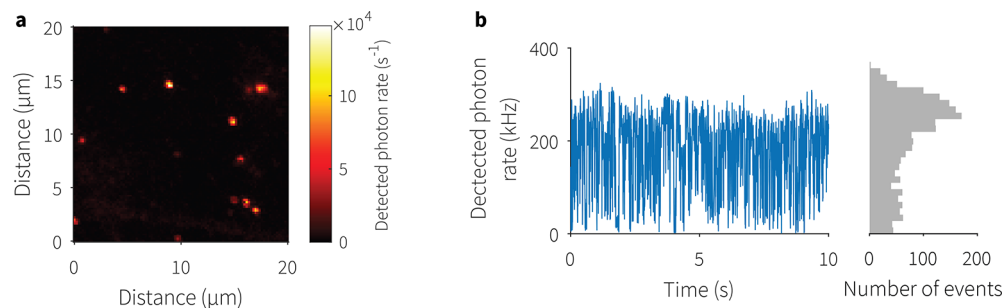 a
20
15
10
5
0
0
10
20
Distance (μm)
Distance (μm)
×10⁴
10
5
0
Detected photon rate (s⁻¹)
b
400
200
0
Dectected photon
rate (kHz)
0
5
10
Time (s)
0
100
200
Number of events